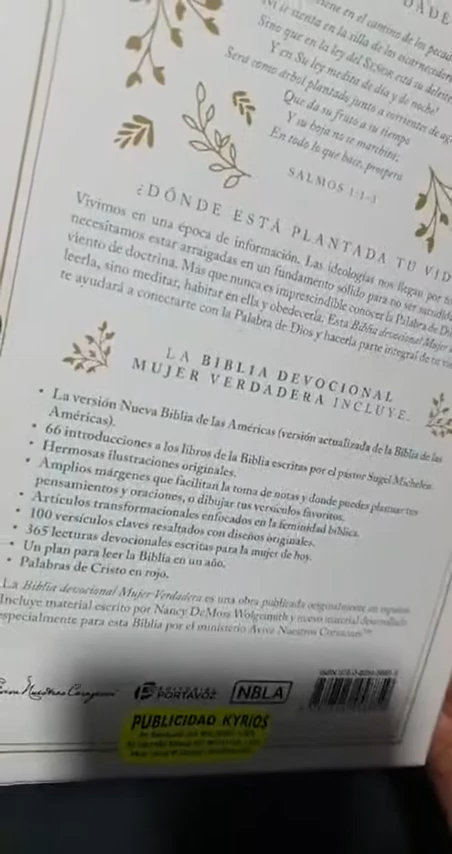 en el camino de los
ni se sienta en la silla de los escarnecedores
Sino que en la ley del SEÑOR está su deleite
Y en Su ley medita de día y de noche!
Será como árbol plantado junto a corrientes de
Que da su fruto a su tiempo
Y su hoja no se marchita;
En todo lo que hace, prospera
SALMOS 1:1-3
¿DÓNDE ESTÁ PLANTADA TU
Vivimos en una época de información. Las ideologías nos llegan por
necesitamos estar arraigadas en un fundamento sólido para no ser
viento de doctrina. Más que nunca es imprescindible conocer la Palabra de
leerla, sino meditar, habitar en ella y obedecerla. Esta Biblia devocional
te ayudará a conectarte con la Palabra de Dios y hacerla parte integral de tu
LA BIBLIA DEVOCIONAL
MUJER VERDADERA INCLUYE
• La versión Nueva Biblia de las Américas (versión actualizada de la Biblia de las
Américas).
• 66 introducciones a los libros de la Biblia escritas por el pastor Sugel Michelén.
• Hermosas ilustraciones originales.
• Amplios márgenes que facilitan la toma de notas y donde puedes plasmar tus
pensamientos y oraciones, o dibujar tus versículos favoritos.
• Artículos transformacionales enfocados en la feminidad bíblica.
• 100 versículos claves resaltados con diseños originales.
• 365 lecturas devocionales escritas para la mujer de hoy.
• Un plan para leer la Biblia en un año.
• Palabras de Cristo en rojo.
La Biblia devocional Mujer Verdadera es una obra publicada originalmente en español
Incluye material escrito por Nancy DeMoss Wolgemuth y nuevo material desarrollado
especialmente para esta Biblia por el ministerio Aviva Nuestros Corazones™
Nuestros Corazones
PORTAVOZ
NBLA
PUBLICIDAD KYRIOS